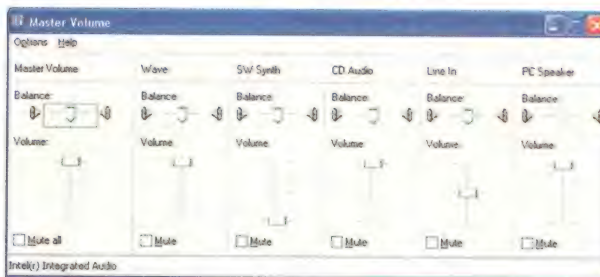 Master Volume
Options Help
Master Volume Wave SW Synth CD Audio Line In PC Speaker
Balance: Balance: Balance: Balance: Balance: Balance:
Volume: Volume: Volume: Volume: Volume: Volume:
Mute all Mute Mute Mute Mute Mute
Intel(r) Integrated Audio